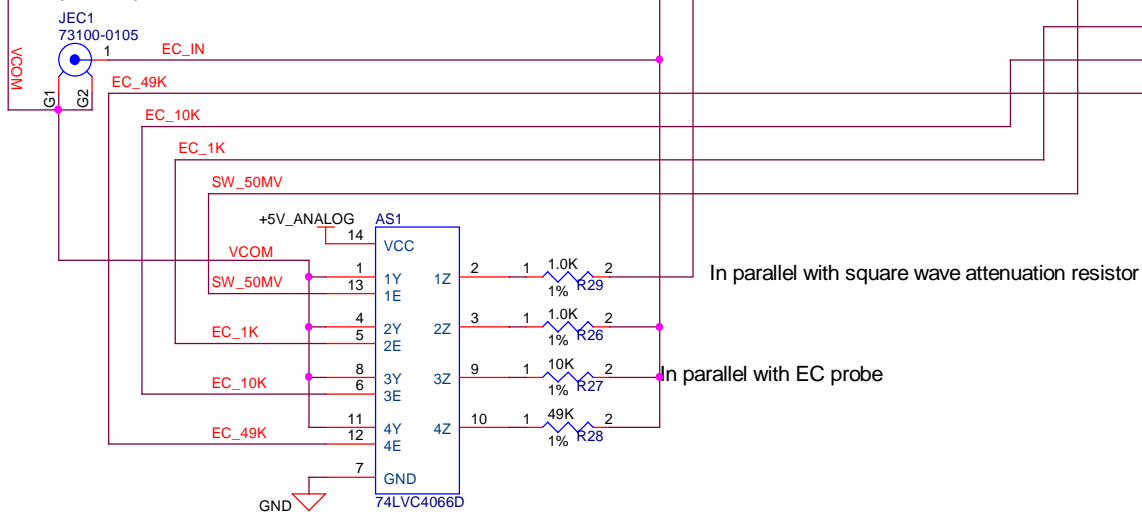 JEC1
73100-0105
1
EC_IN
VCOM
G1
G2
EC_49K
EC_10K
EC_1K
SW_50MV
+5V_ANALOG
AS1
14
VCC
VCOM
1
1Y
1Z
2
1
1.0K
2
1%
R29
In parallel with square wave attenuation resistor
SW_50MV
13
1E
4
2Y
2Z
3
1
1.0K
2
1%
R26
EC_1K
5
2E
8
3Y
3Z
9
1
10K
2
1%
R27
In parallel with EC probe
EC_10K
6
3E
11
4Y
4Z
10
1
49K
2
1%
R28
EC_49K
12
4E
7
GND
GND
74LVC4066D